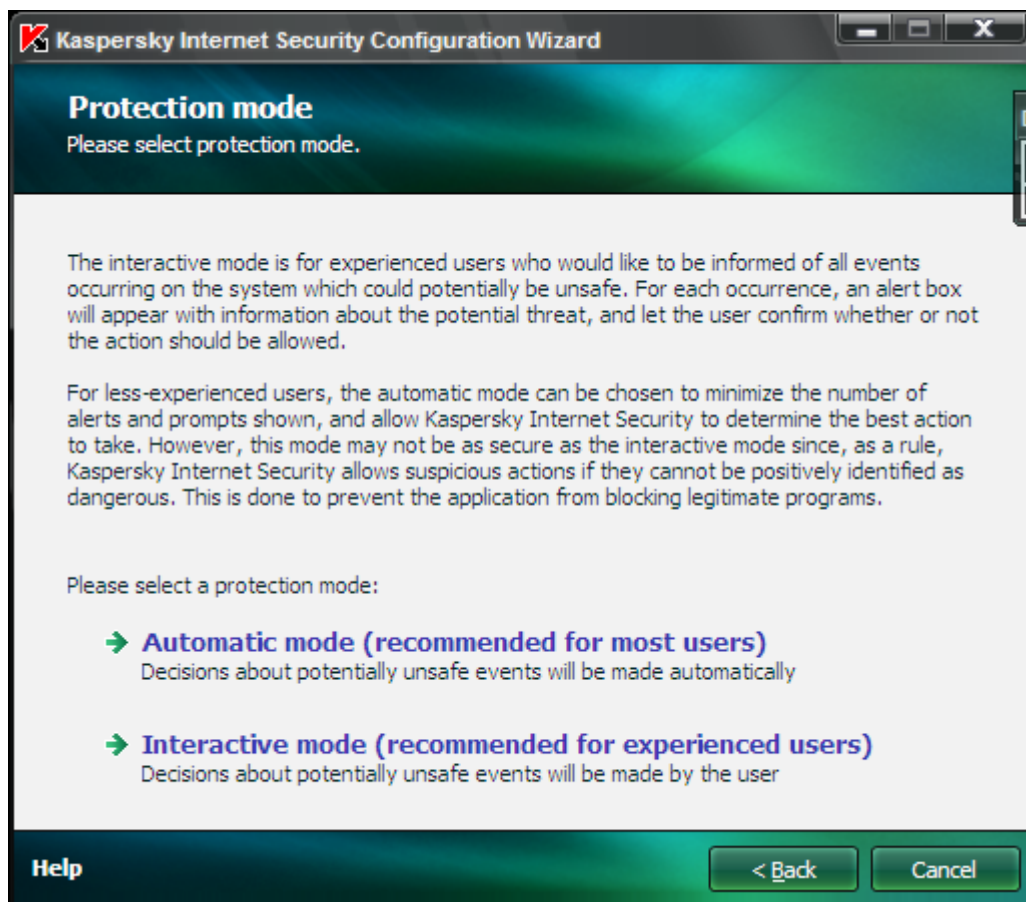 Kaspersky Internet Security Configuration Wizard
Protection mode
Please select protection mode.
The interactive mode is for experienced users who would like to be informed of all events
occurring on the system which could potentially be unsafe. For each occurrence, an alert box
will appear with information about the potential threat, and let the user confirm whether or not
the action should be allowed.
For less-experienced users, the automatic mode can be chosen to minimize the number of
alerts and prompts shown, and allow Kaspersky Internet Security to determine the best action
to take. However, this mode may not be as secure as the interactive mode since, as a rule,
Kaspersky Internet Security allows suspicious actions if they cannot be positively identified as
dangerous. This is done to prevent the application from blocking legitimate programs.
Please select a protection mode:
Automatic mode (recommended for most users)
Decisions about potentially unsafe events will be made automatically
Interactive mode (recommended for experienced users)
Decisions about potentially unsafe events will be made by the user
Help
< Back
Cancel